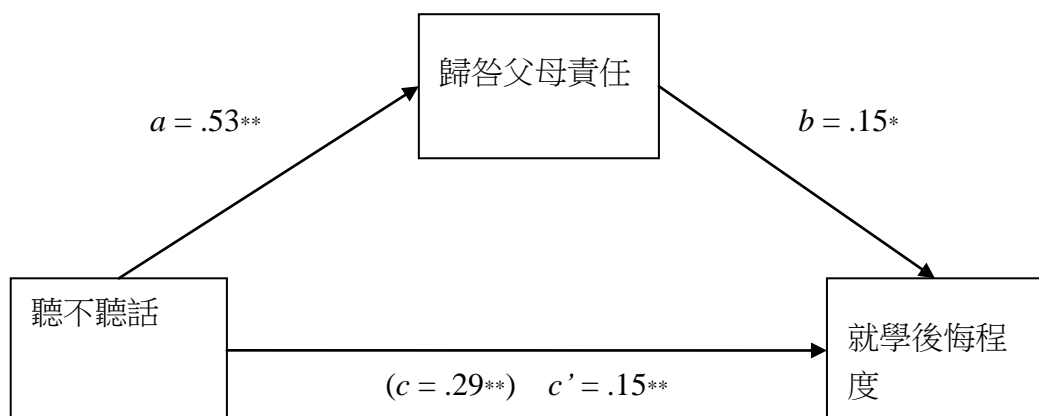 歸咎父母責任
a = .53**
b = .15*
聽不聽話
就學後悔程
度
(c = .29**) c’ = .15**